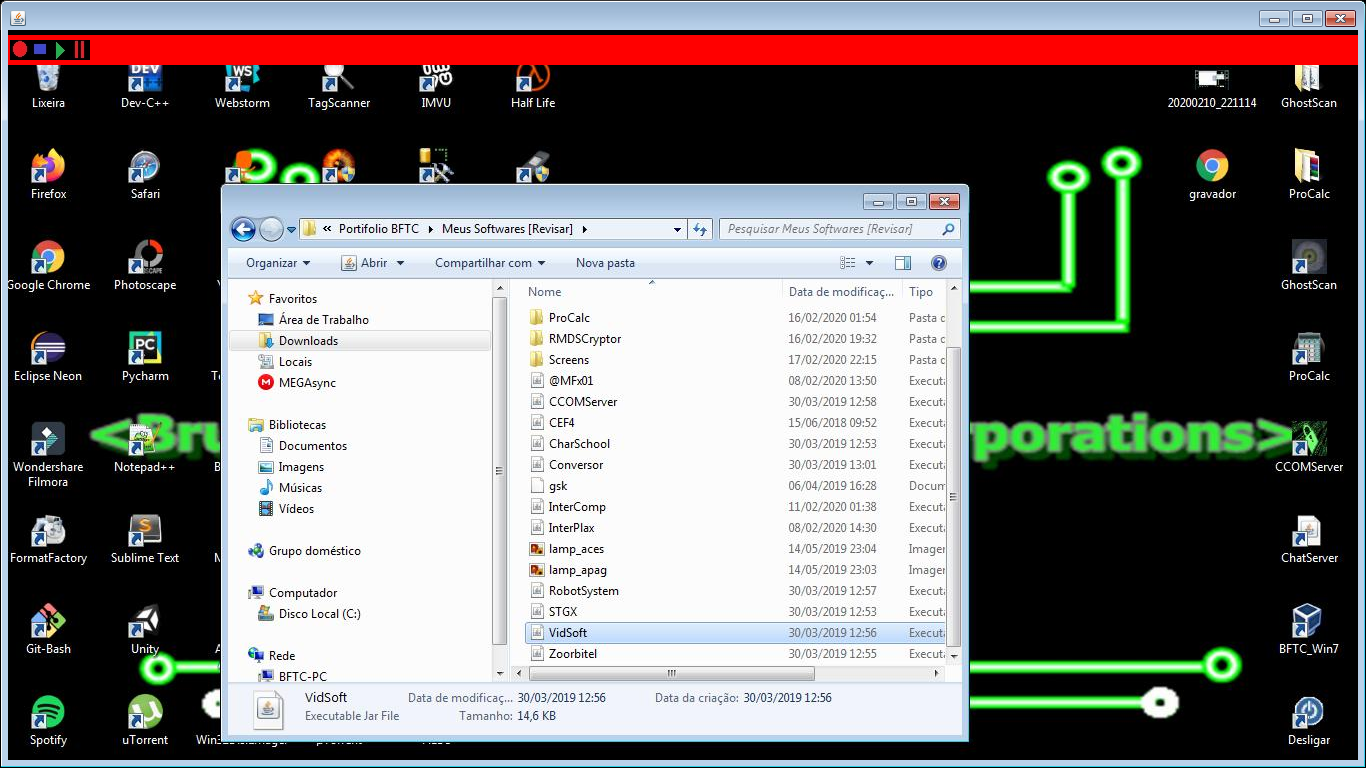 Lixeira
Dev-C++
Webstorm
TagScanner
IMVU
Half Life
20200210_221114
GhostScan
Firefox
Safari
gravador
ProCalc
Google Chrome
Photoscape
GhostScan
Eclipse Neon
Pycharm
ProCalc
Wondershare
Filmora
Notepad++
CCOMServer
FormatFactory
Sublime Text
ChatServer
Git-Bash
Unity
BFTC_Win7
Spotify
uTorrent
Desligar
<Bru
rporations>
« Portifolio BFTC
Meus Softwares [Revisar]
Pesquisar Meus Softwares [Revisar]
Organizar
Abrir
Compartilhar com
Nova pasta
Favoritos
Área de Trabalho
Downloads
Locais
MEGAsync
Bibliotecas
Documentos
Imagens
Músicas
Vídeos
Grupo doméstico
Computador
Disco Local (C:)
Rede
BFTC-PC
Nome Data de modificaç... Tipo
ProCalc 16/02/2020 01:54 Pasta d
RMDSCryptor 16/02/2020 19:32 Pasta d
Screens 17/02/2020 22:15 Pasta d
@MFx01 08/02/2020 13:50 Executa
CCOMServer 30/03/2019 12:58 Executa
CEF4 15/06/2018 09:52 Executa
CharSchool 30/03/2019 12:53 Executa
Conversor 30/03/2019 13:01 Executa
gsk 06/04/2019 16:28 Docum
InterComp 11/02/2020 01:38 Executa
InterPlax 08/02/2020 14:30 Executa
lamp_aces 14/05/2019 23:04 Imager
lamp_apag 14/05/2019 23:03 Imager
RobotSystem 30/03/2019 12:57 Executa
STGX 30/03/2019 12:53 Executa
VidSoft 30/03/2019 12:56 Executa
Zoorbitel 30/03/2019 12:55 Executa
VidSoft Data de modificaç... 30/03/2019 12:56 Data da criação: 30/03/2019 12:56
Executable Jar File Tamanho: 14,6 KB